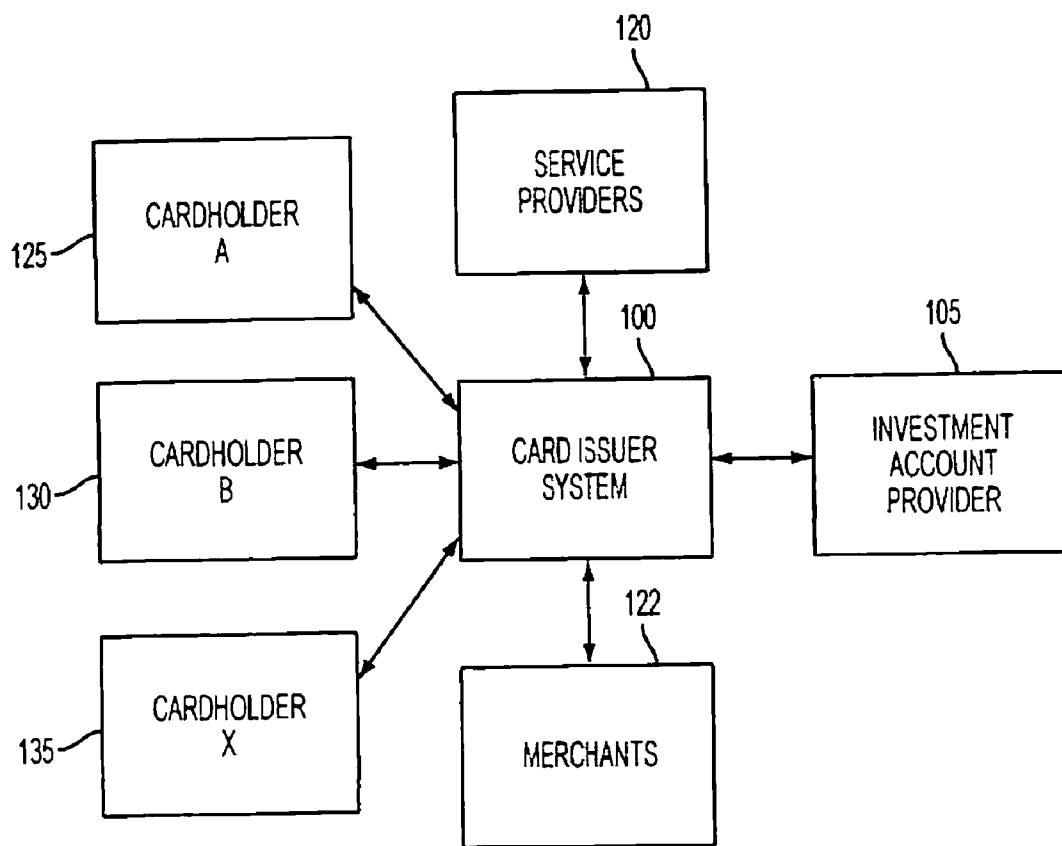 120
SERVICE
PROVIDERS
CARDHOLDER
A
125
100
CARD ISSUER
SYSTEM
105
INVESTMENT
ACCOUNT
PROVIDER
CARDHOLDER
B
130
122
MERCHANTS
CARDHOLDER
X
135